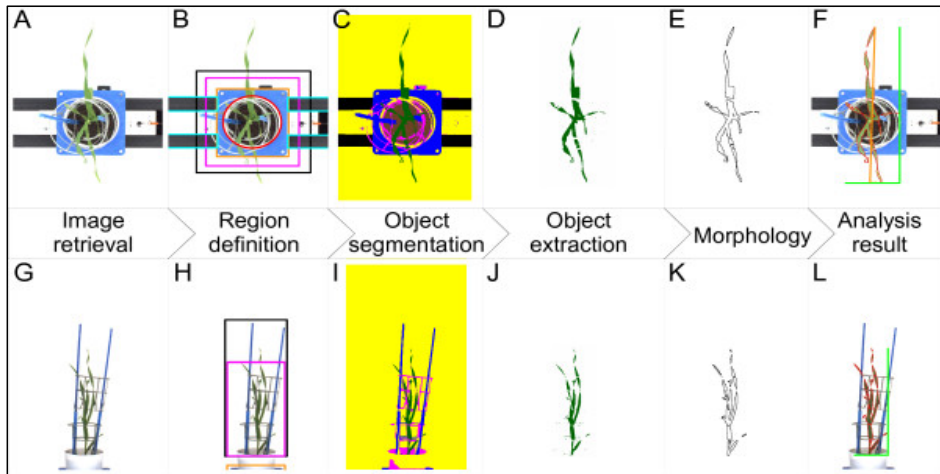 A B C D E F
Image retrieval
Region definition
Object segmentation
Object extraction
Morphology
Analysis result
G H I J K L